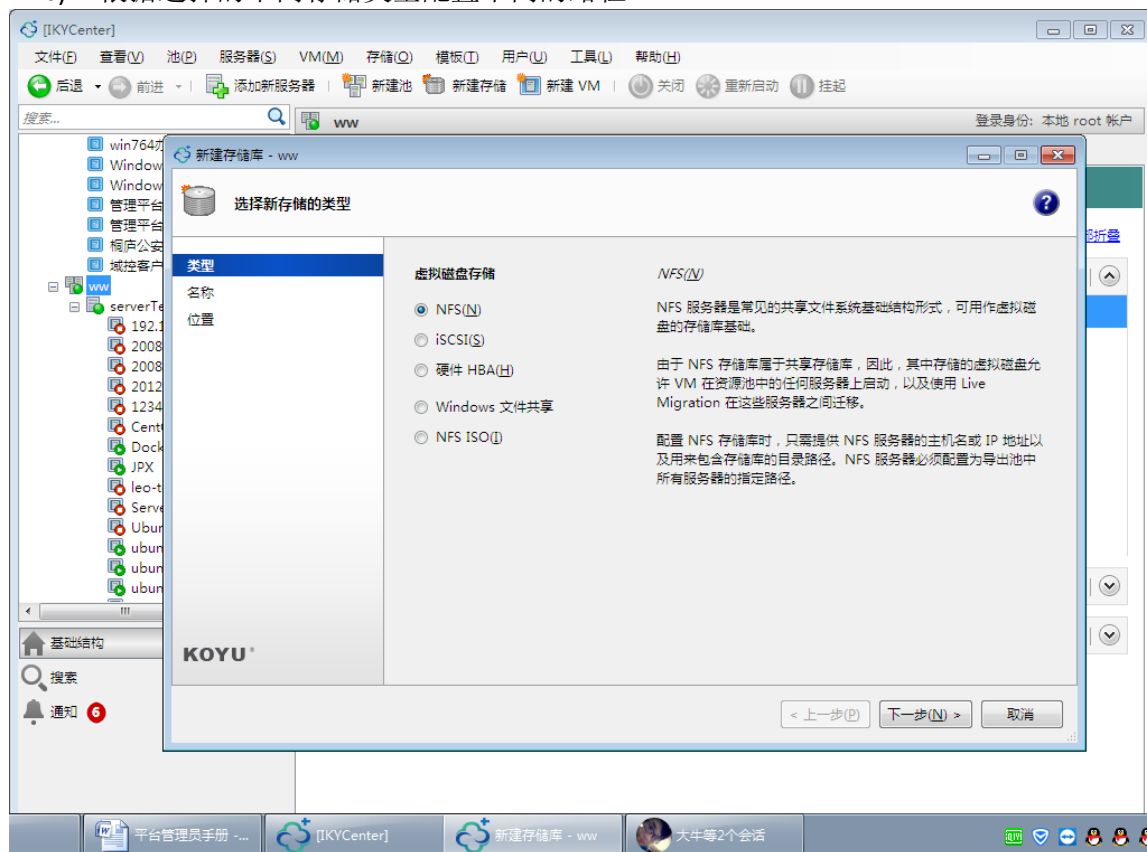 [IKYCenter]
文件(F) 查看(V) 池(P) 服务器(S) VM(M) 存储(O) 模板(T) 用户(U) 工具(L) 帮助(H)
后退 前进 添加新服务器 新建池 新建存储 新建 VM 关闭 重新启动 挂起
搜索...
ww
登录身份: 本地 root 帐户
win764
Window
Window
管理平台
管理平台
桐庐公安
域控客户
ww
serverTe
192.1
2008
2008
2012
1234
Cent
Dock
JPX
leo-t
Serve
Ubun
ubun
ubun
ubun
基础结构
搜索
通知 6
折叠
新建存储库 - ww
选择新存储的类型
类型
名称
位置
KOYU
虚拟磁盘存储
NFS(N)
iSCSI(S)
硬件 HBA(H)
Windows 文件共享
NFS ISO(I)
NFS(N)
NFS 服务器是常见的共享文件系统基础结构形式，可用作虚拟磁
盘的存储库基础。
由于 NFS 存储库属于共享存储库，因此，其中存储的虚拟磁盘允
许 VM 在资源池中的任何服务器上启动，以及使用 Live
Migration 在这些服务器之间迁移。
配置 NFS 存储库时，只需提供 NFS 服务器的主机名或 IP 地址以
及用来包含存储库的目录路径。NFS 服务器必须配置为导出池中
所有服务器的指定路径。
< 上一步(P) 下一步(N) > 取消
平台管理员手册 -... [IKYCenter] 新建存储库 - ww 大牛等2个会话